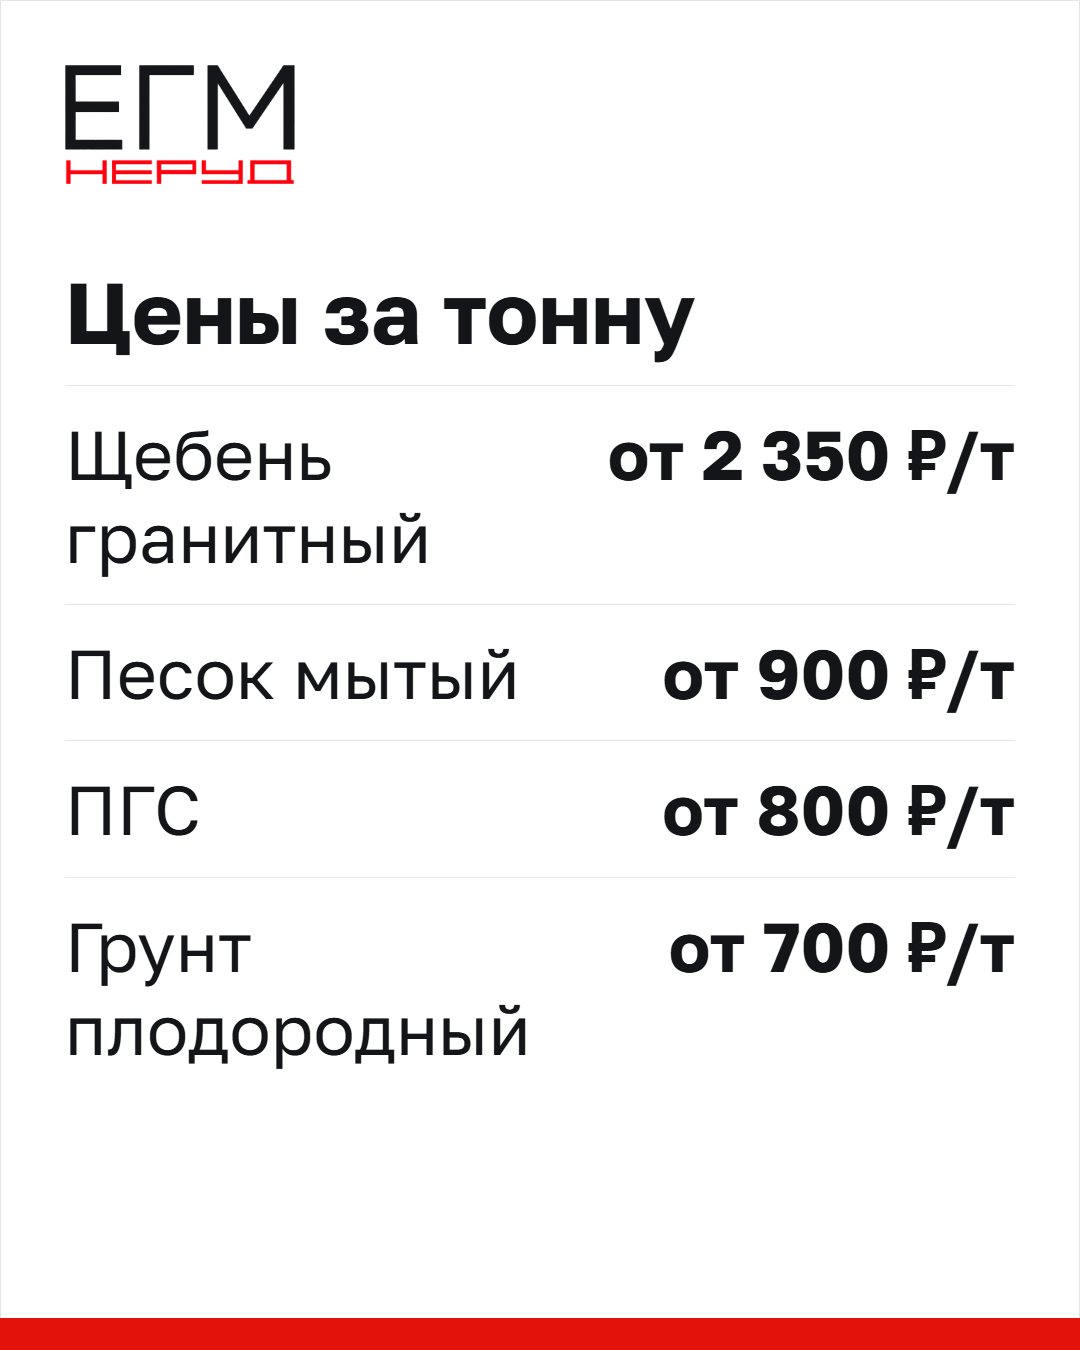 ЕГМ
НЕРУД
Цены за тонну
Щебень от 2 350 ₽/т
гранитный
Песок мытый от 900 ₽/т
ПГС от 800 ₽/т
Грунт от 700 ₽/т
плодородный